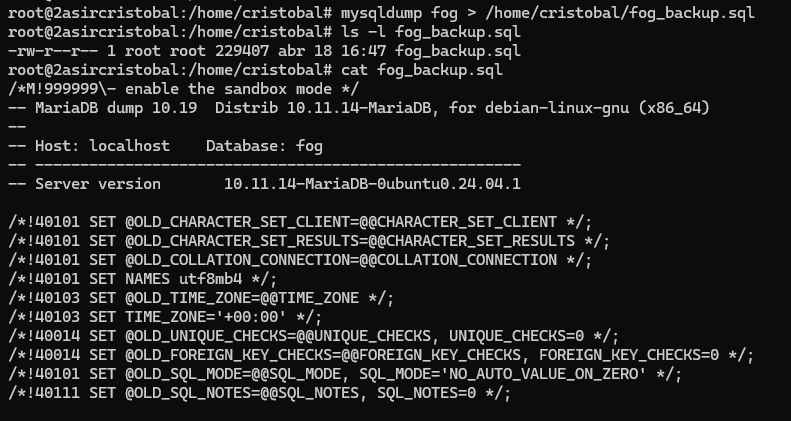 root@2asircristobal:/home/cristobal# mysqldump fog > /home/cristobal/fog_backup.sql
root@2asircristobal:/home/cristobal# ls -l fog_backup.sql
-rw-r--r-- 1 root root 229407 abr 18 16:47 fog_backup.sql
root@2asircristobal:/home/cristobal# cat fog_backup.sql
/*M!999999\- enable the sandbox mode */
-- MariaDB dump 10.19  Distrib 10.11.14-MariaDB, for debian-linux-gnu (x86_64)
--
-- Host: localhost    Database: fog
-- ------------------------------------------------------
-- Server version       10.11.14-MariaDB-0ubuntu0.24.04.1
/*!40101 SET @OLD_CHARACTER_SET_CLIENT=@@CHARACTER_SET_CLIENT */;
/*!40101 SET @OLD_CHARACTER_SET_RESULTS=@@CHARACTER_SET_RESULTS */;
/*!40101 SET @OLD_COLLATION_CONNECTION=@@COLLATION_CONNECTION */;
/*!40101 SET NAMES utf8mb4 */;
/*!40103 SET @OLD_TIME_ZONE=@@TIME_ZONE */;
/*!40103 SET TIME_ZONE='+00:00' */;
/*!40014 SET @OLD_UNIQUE_CHECKS=@@UNIQUE_CHECKS, UNIQUE_CHECKS=0 */;
/*!40014 SET @OLD_FOREIGN_KEY_CHECKS=@@FOREIGN_KEY_CHECKS, FOREIGN_KEY_CHECKS=0 */;
/*!40101 SET @OLD_SQL_MODE=@@SQL_MODE, SQL_MODE='NO_AUTO_VALUE_ON_ZERO' */;
/*!40111 SET @OLD_SQL_NOTES=@@SQL_NOTES, SQL_NOTES=0 */;